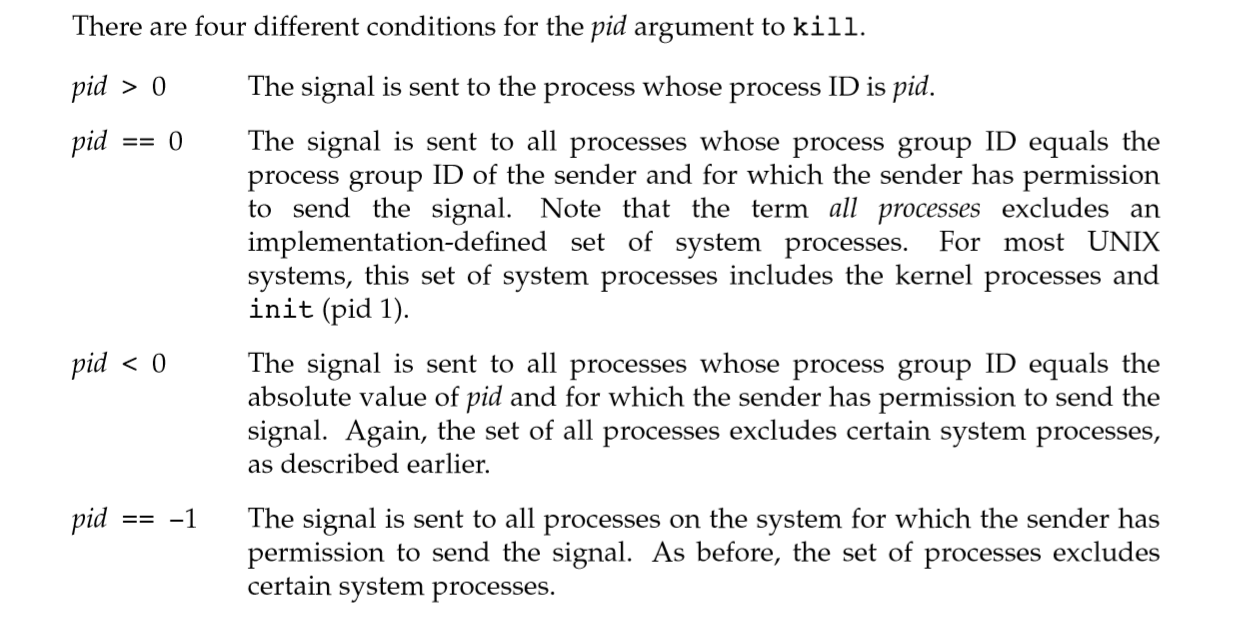 There are four different conditions for the pid argument to kill.
pid > 0 The signal is sent to the process whose process ID is pid.
pid == 0 The signal is sent to all processes whose process group ID equals the
process group ID of the sender and for which the sender has permission
to send the signal. Note that the term all processes excludes an
implementation-defined set of system processes. For most UNIX
systems, this set of system processes includes the kernel processes and
init (pid 1).
pid < 0 The signal is sent to all processes whose process group ID equals the
absolute value of pid and for which the sender has permission to send the
signal. Again, the set of all processes excludes certain system processes,
as described earlier.
pid == –1 The signal is sent to all processes on the system for which the sender has
permission to send the signal. As before, the set of processes excludes
certain system processes.